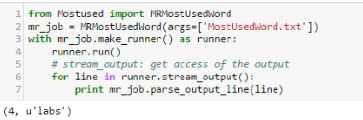 1 from Mostused import MRMostUsedWord
2 mr_job = MRMostUsedWord(args=['MostUsedWord.txt'])
3 with mr_job.make_runner() as runner:
4     runner.run()
5     # stream_output: get access of the output
6     for line in runner.stream_output():
7         print mr_job.parse_output_line(line)
(4, u'labs')